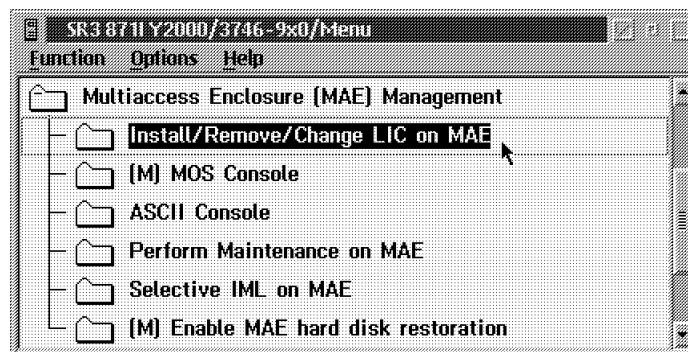 SR3 871I Y2000/3746-9x0/Menu
Function Options Help
Multiaccess Enclosure (MAE) Management
Install/Remove/Change LIC on MAE
(M) MOS Console
ASCII Console
Perform Maintenance on MAE
Selective IML on MAE
(M) Enable MAE hard disk restoration